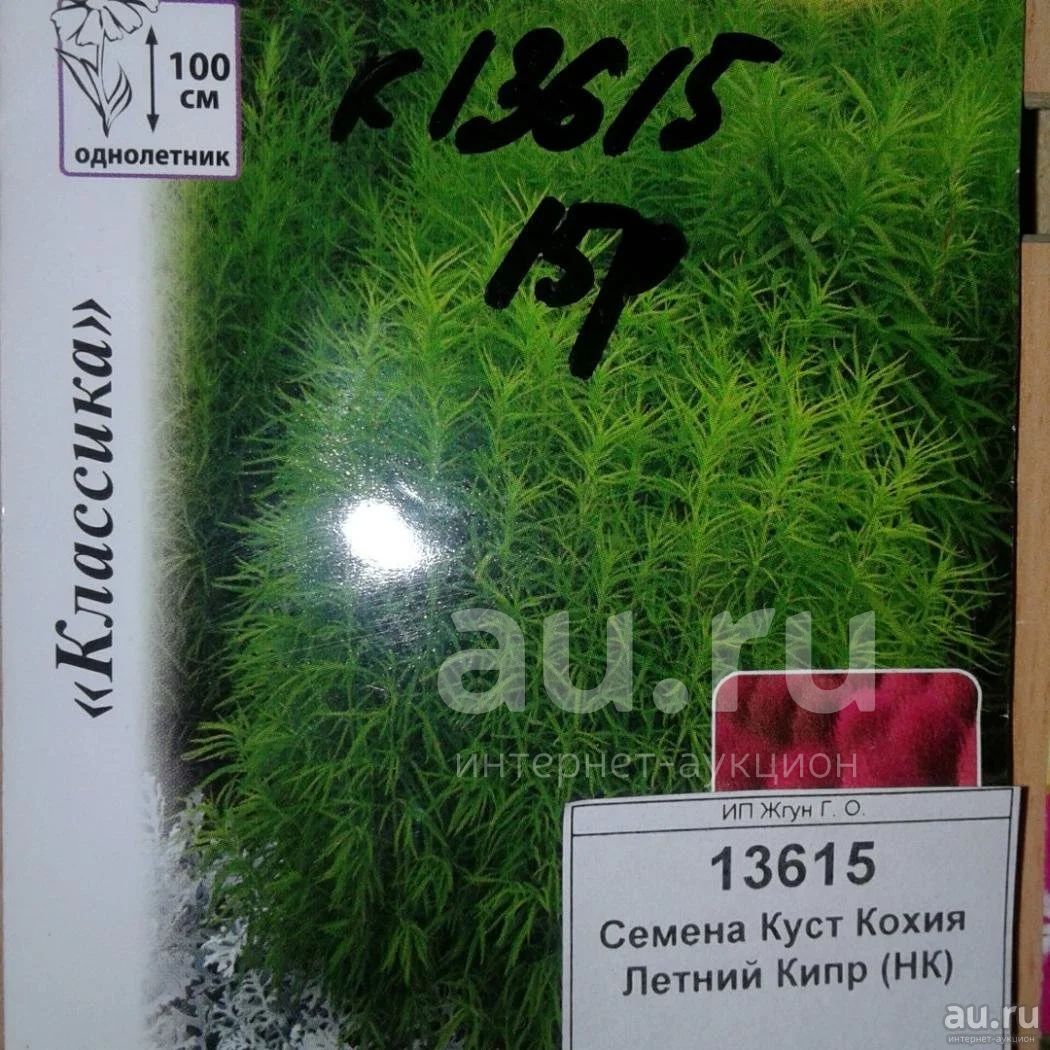 100
см
однолетник
к 13615
15р
«Классика»
au.ru
интернет-аукцион
ИП Жгун Г. О.
13615
Семена Куст Кохия
Летний Кипр (НК)
au.ru
интернет-аукцион